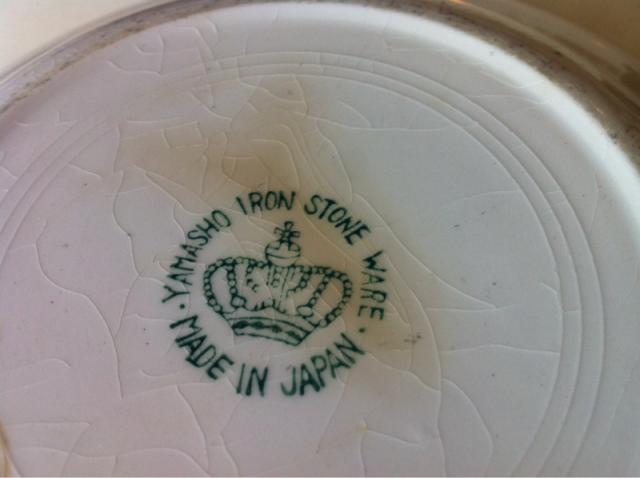 · YAMASHO IRON STONE WARE ·
MADE IN JAPAN